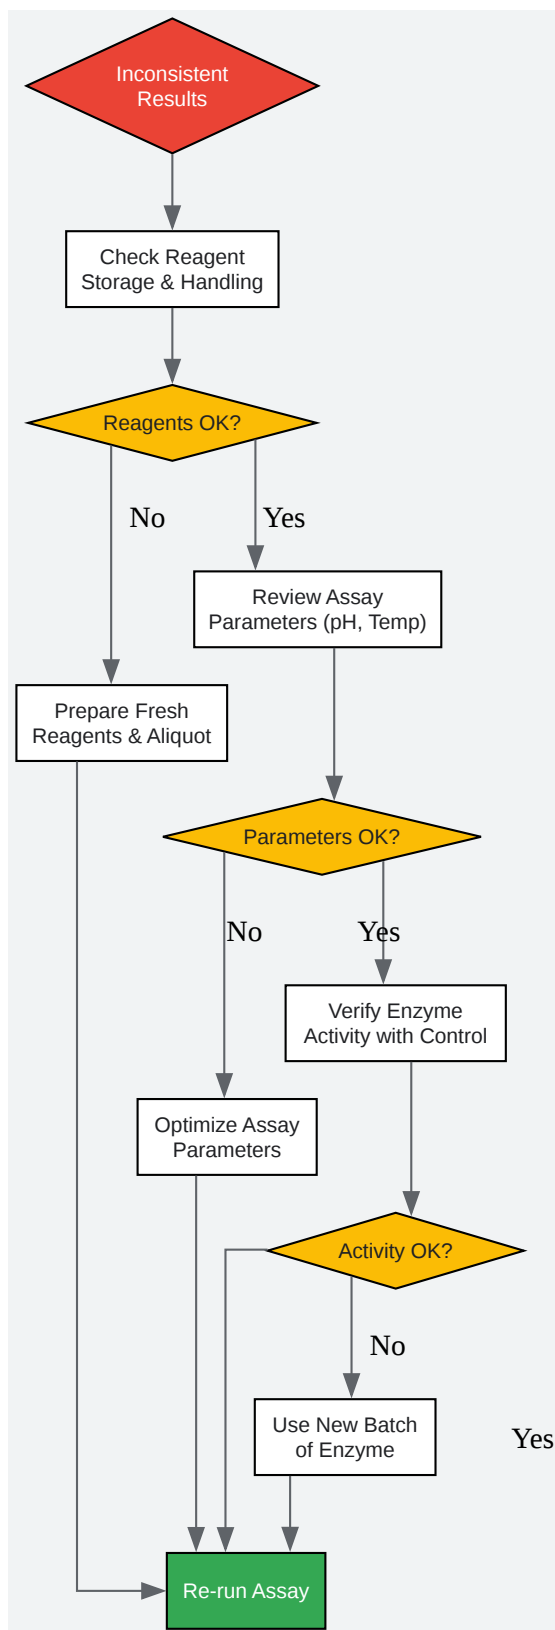 Inconsistent
Results
Check Reagent
Storage & Handling
Reagents OK?
No
Yes
Review Assay
Parameters (pH, Temp)
Prepare Fresh
Reagents & Aliquot
Parameters OK?
No
Yes
Verify Enzyme
Activity with Control
Optimize Assay
Parameters
Activity OK?
No
Use New Batch
of Enzyme
Yes
Re-run Assay